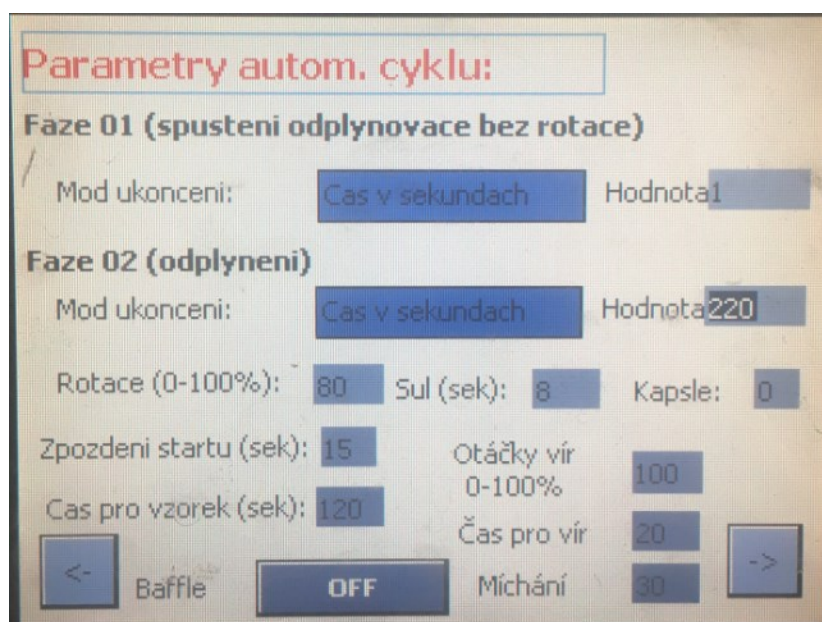 Parametry autom. cyklu:
Faze 01 (spusteni odplynovace bez rotace)
Mod ukonceni: Cas v sekundach Hodnota 1
Faze 02 (odplyneni)
Mod ukonceni: Cas v sekundach Hodnota 220
Rotace (0-100%): 80 Sul (sek): 8 Kapsle: 0
Zpozdeni startu (sek): 15 Otáčky vír
0-100% 100
Cas pro vzorek (sek): 120
Čas pro vír 20
<- Baffle OFF Míchání 30 ->